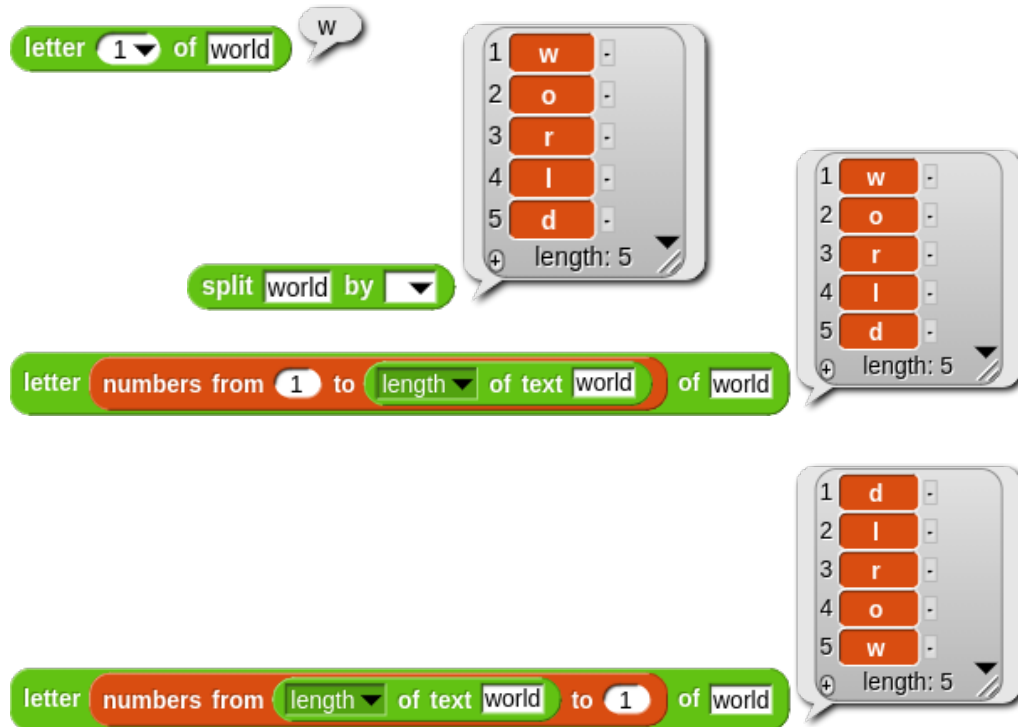 letter 1 of world
w
1 w -
2 o -
3 r -
4 l -
5 d -
+ length: 5
split world by
1 w -
2 o -
3 r -
4 l -
5 d -
+ length: 5
letter numbers from 1 to length of text world of world
1 d -
2 l -
3 r -
4 o -
5 w -
+ length: 5
letter numbers from length of text world to 1 of world